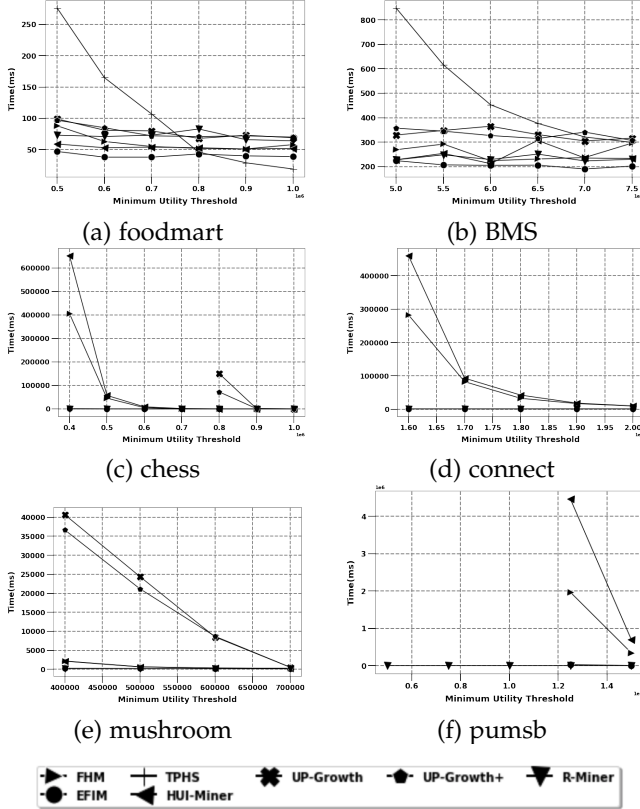 250
200
150
100
50
Time(ms)
0.5 0.6 0.7 0.8 0.9 1.0
1e6
Minimum Utility Threshold
(a) foodmart
800
700
600
500
400
300
200
Time(ms)
5.0 5.5 6.0 6.5 7.0 7.5
Minimum Utility Threshold
(b) BMS
600000
500000
400000
300000
200000
100000
0
Time(ms)
0.4 0.5 0.6 0.7 0.8 0.9 1.0
1e6
Minimum Utility Threshold
(c) chess
400000
300000
200000
100000
0
Time(ms)
1.60 1.65 1.70 1.75 1.80 1.85 1.90 1.95 2.00
Minimum Utility Threshold
(d) connect
40000
35000
30000
25000
20000
15000
10000
5000
0
Time(ms)
400000 450000 500000 550000 600000 650000 700000
Minimum Utility Threshold
(e) mushroom
1e6
4
3
2
1
0
Time(ms)
0.6 0.8 1.0 1.2 1.4
Minimum Utility Threshold
(f) pumsb
FHM TPHS UP-Growth UP-Growth+ R-Miner
EFIM HUI-Miner